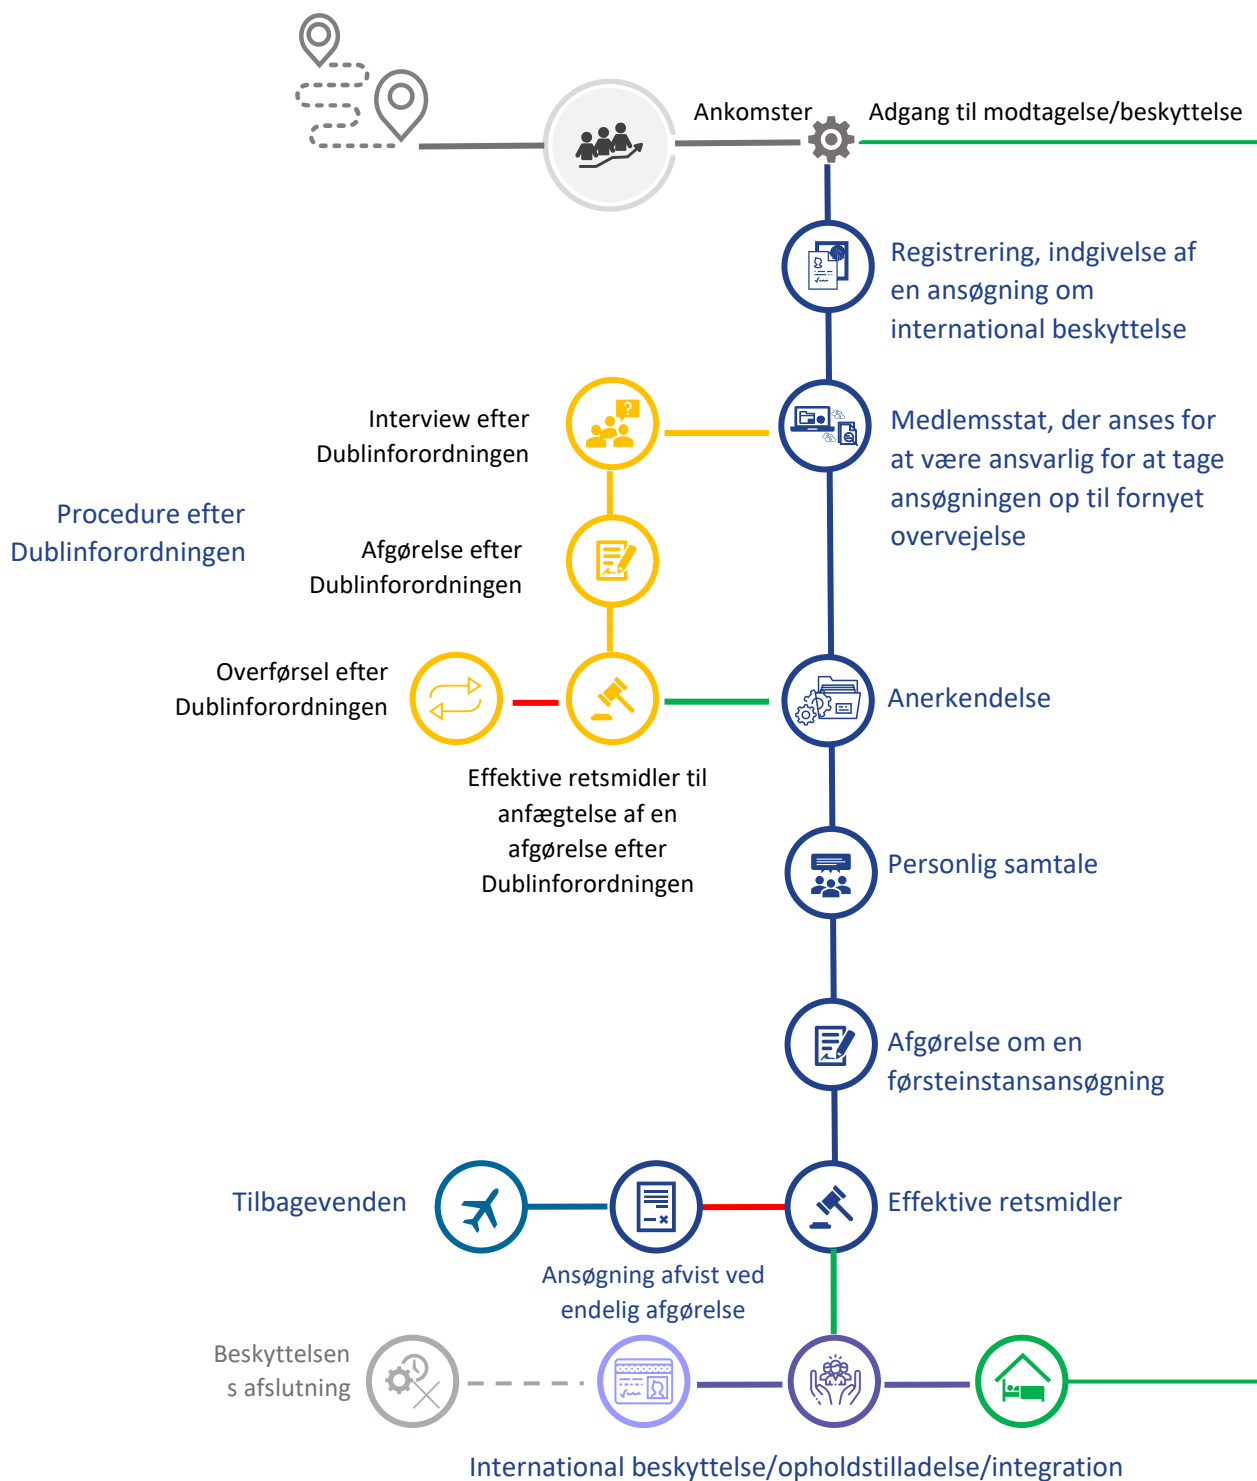 Ankomster
Adgang til modtagelse/beskyttelse
Registrering, indgivelse af
en ansøgning om
international beskyttelse
Interview efter
Dublinforordningen
Medlemsstat, der anses for
at være ansvarlig for at tage
ansøgningen op til fornyet
overvejelse
Procedure efter
Dublinforordningen
Afgørelse efter
Dublinforordningen
Overførsel efter
Dublinforordningen
Anerkendelse
Effektive retsmidler til
anfægtelse af en
afgørelse efter
Dublinforordningen
Personlig samtale
Afgørelse om en
førsteinstansansøgning
Tilbagevenden
Effektive retsmidler
Ansøgning afvist ved
endelig afgørelse
Beskyttelsen
s afslutning
International beskyttelse/opholdstilladelse/integration